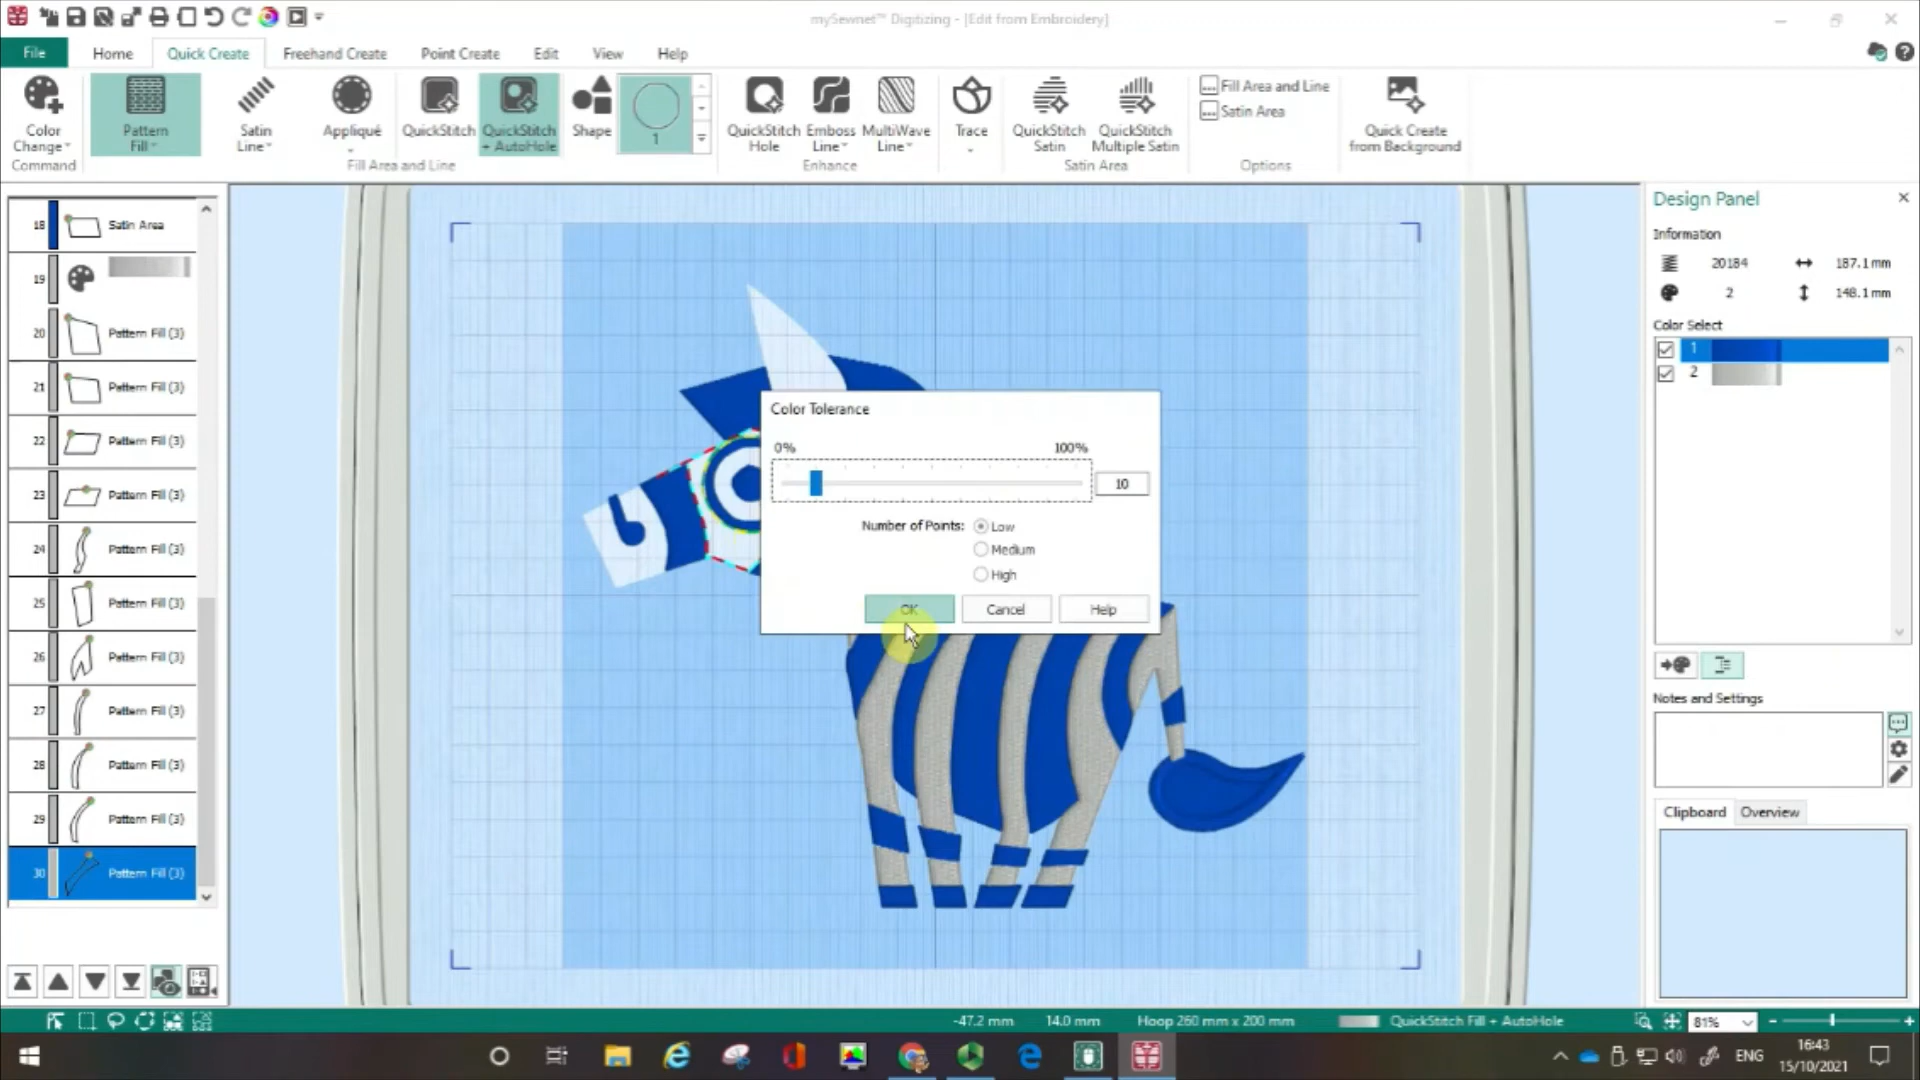 mySewnet™ Digitizing - [Edit from Embroidery]
File Home Quick Create Freehand Create Point Create Edit View Help
Color Change
Pattern Fill
Satin Line
Appliqué
QuickStitch
QuickStitch + AutoHole
Shape
1
QuickStitch Hole
Emboss Line
MultiWave Line
Trace
QuickStitch Satin
QuickStitch Multiple Satin
Fill Area and Line
Satin Area
Quick Create from Background
Command Fill Area and Line Enhance Satin Area Options
18 Satin Area
19
20 Pattern Fill (3)
21 Pattern Fill (3)
22 Pattern Fill (3)
23 Pattern Fill (3)
24 Pattern Fill (3)
25 Pattern Fill (3)
26 Pattern Fill (3)
27 Pattern Fill (3)
28 Pattern Fill (3)
29 Pattern Fill (3)
30 Pattern Fill (3)
Color Tolerance
0% 100%
10
Number of Points: Low
Medium
High
OK Cancel Help
Design Panel
Information
20184 187.1 mm
2 148.1 mm
Color Select
1
2
Notes and Settings
Clipboard Overview
-47.2 mm 14.0 mm Hoop 260 mm x 200 mm QuickStitch Fill + AutoHole 81%
ENG
16:43
15/10/2021